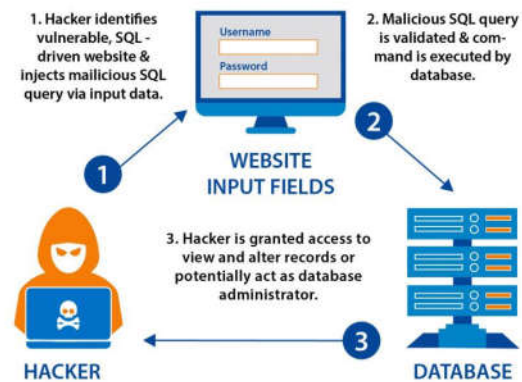 1. Hacker identifies
vulnerable, SQL -
driven website &
injects mailicious SQL
query via input data.
Username
Password
2. Malicious SQL query
is validated & com-
mand is executed by
database.
1
WEBSITE
INPUT FIELDS
2
3. Hacker is granted access to
view and alter records or
potentially act as database
administrator.
3
HACKER
DATABASE